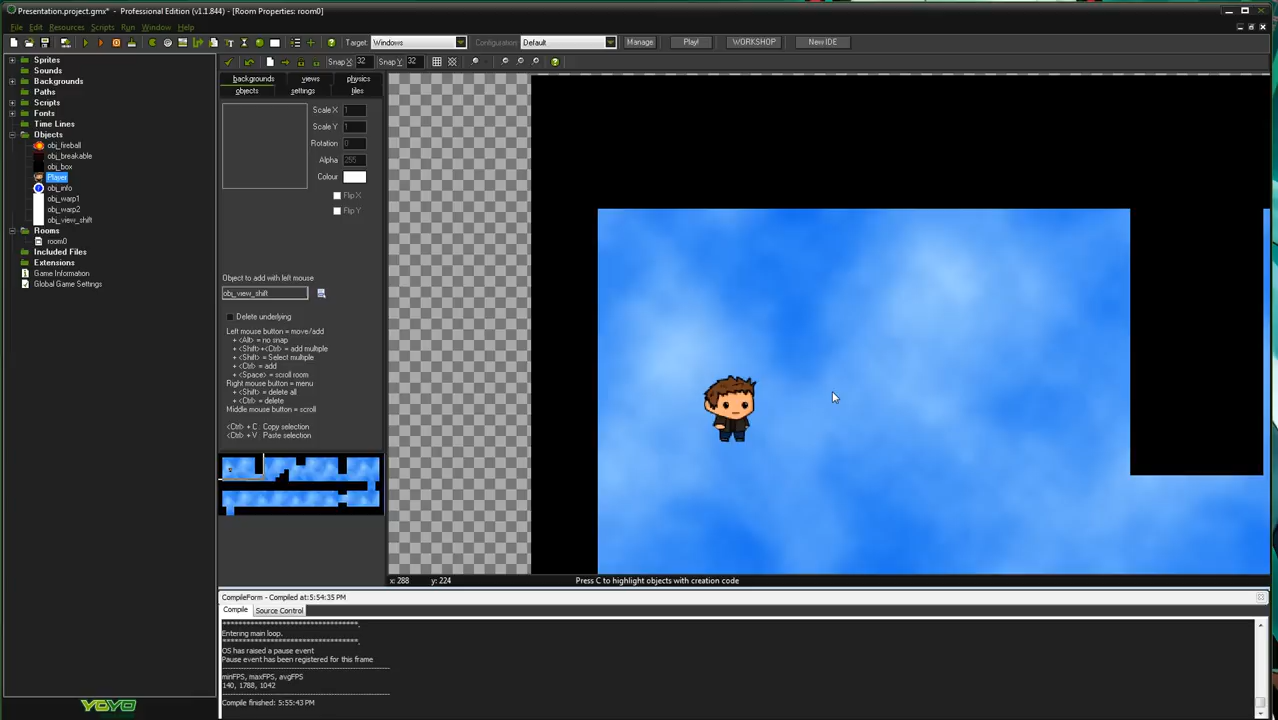 Presentation.project.gmx* - Professional Edition (v1.1.844) - [Room Properties: room0]
File Edit Resources Scripts Run Window Help
Target: Windows Configuration: Default Manage Play! WORKSHOP New IDE
Sprites
Sounds
Backgrounds
Paths
Scripts
Fonts
Time Lines
Objects
obj_fireball
obj_breakable
obj_box
Player
obj_info
obj_warp1
obj_warp2
obj_view_shift
Rooms
room0
Included Files
Extensions
Game Information
Global Game Settings
YOYO
SnapX 32 Snap Y 32
backgrounds views physics
objects settings tiles
Scale X 1
Scale Y 1
Rotation 0
Alpha 255
Colour
Flip X
Flip Y
Object to add with left mouse
obj_view_shift
Delete underlying
Left mouse button = move/add
+ <Alt> = no snap
+ <Shift>+<Ctrl> = add multiple
+ <Shift> = Select multiple
+ <Ctrl> = add
+ <Space> = scroll room
Right mouse button = menu
+ <Shift> = delete all
+ <Ctrl> = delete
Middle mouse button = scroll
<Ctrl> + C : Copy selection
<Ctrl> + V : Paste selection
x: 288 y: 224 Press C to highlight objects with creation code
CompileForm - Compiled at:5:54:35 PM
Compile Source Control
Entering main loop.
OS has raised a pause event
Pause event has been registered for this frame
minFPS, maxFPS, avgFPS
140, 1788, 1042
Compile finished: 5:55:43 PM